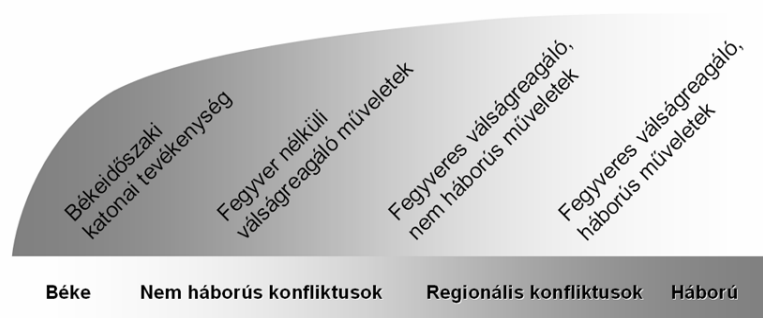 Békeidőszaki
katonai tevékenység
Fegyver nélküli
válságreagáló műveletek
Fegyveres válságreagáló,
nem háborús műveletek
Fegyveres válságreagáló,
háborús műveletek
Béke
Nem háborús konfliktusok
Regionális konfliktusok
Háború